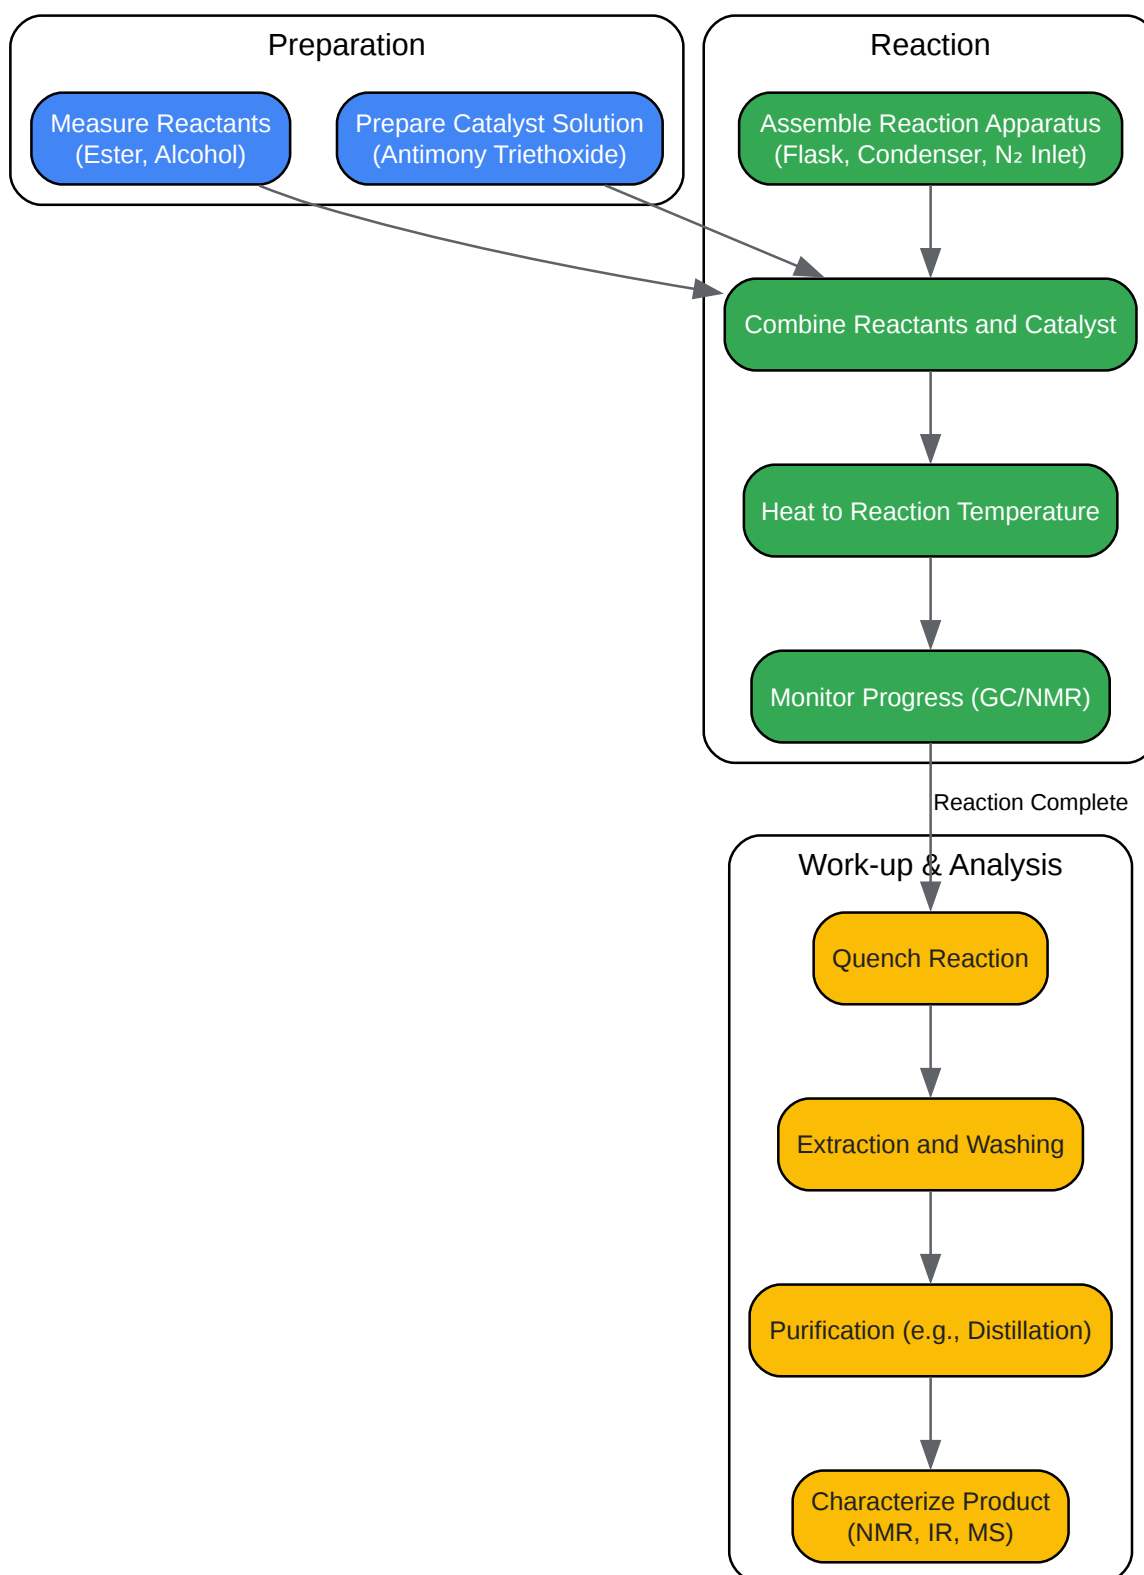 Preparation
Measure Reactants
(Ester, Alcohol)
Prepare Catalyst Solution
(Antimony Triethoxide)
Reaction
Assemble Reaction Apparatus
(Flask, Condenser, N₂ Inlet)
Combine Reactants and Catalyst
Heat to Reaction Temperature
Monitor Progress (GC/NMR)
Reaction Complete
Work-up & Analysis
Quench Reaction
Extraction and Washing
Purification (e.g., Distillation)
Characterize Product
(NMR, IR, MS)